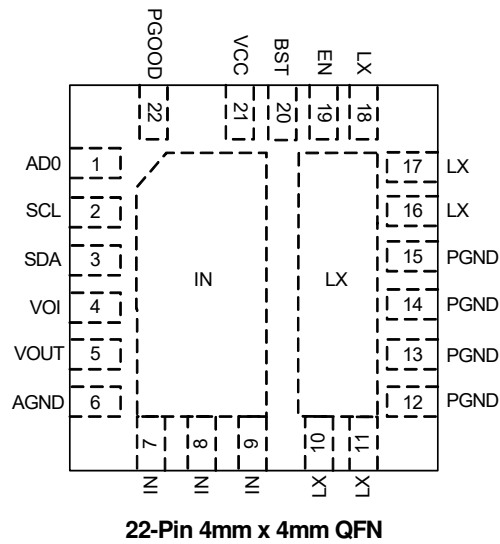 PGOOD
VCC
BST
EN
LX
22
21
20
19
18
AD0 1
SCL 2
SDA 3
VOI 4
VOUT 5
AGND 6
IN
LX
17 LX
16 LX
15 PGND
14 PGND
13 PGND
12 PGND
7
8
9
10
11
IN
IN
IN
LX
LX
22-Pin 4mm x 4mm QFN